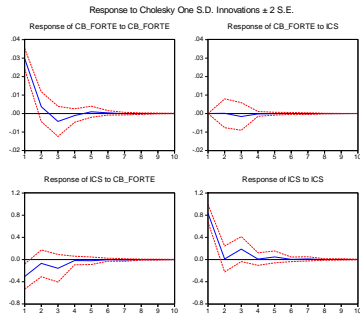 Response to Cholesky One S.D. Innovations ± 2 S.E.
Response of CB_FORTE to CB_FORTE
.04
.03
.02
.01
.00
-.01
-.02
1 2 3 4 5 6 7 8 9 10
Response of CB_FORTE to ICS
.04
.03
.02
.01
.00
-.01
-.02
1 2 3 4 5 6 7 8 9 10
Response of ICS to CB_FORTE
1.2
0.8
0.4
0.0
-0.4
-0.8
1 2 3 4 5 6 7 8 9 10
Response of ICS to ICS
1.2
0.8
0.4
0.0
-0.4
-0.8
1 2 3 4 5 6 7 8 9 10